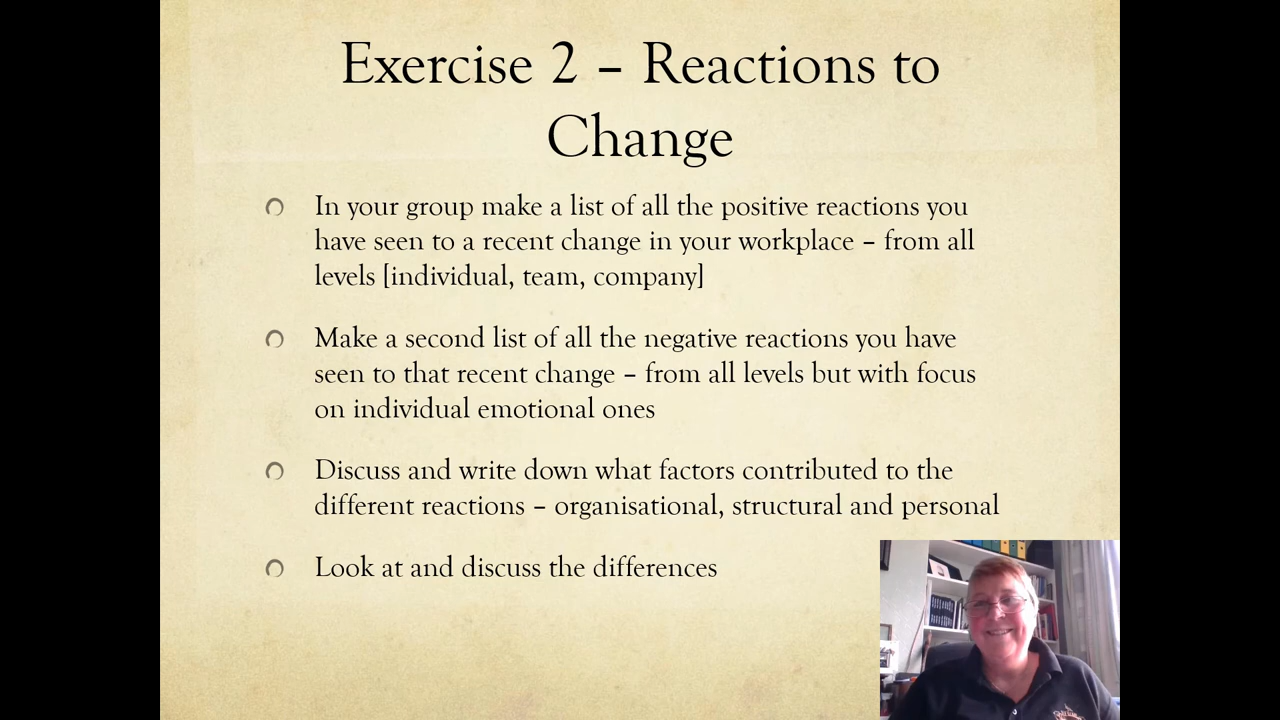 Exercise 2 – Reactions to
Change
In your group make a list of all the positive reactions you
have seen to a recent change in your workplace – from all
levels [individual, team, company]
Make a second list of all the negative reactions you have
seen to that recent change – from all levels but with focus
on individual emotional ones
Discuss and write down what factors contributed to the
different reactions – organisational, structural and personal
Look at and discuss the differences